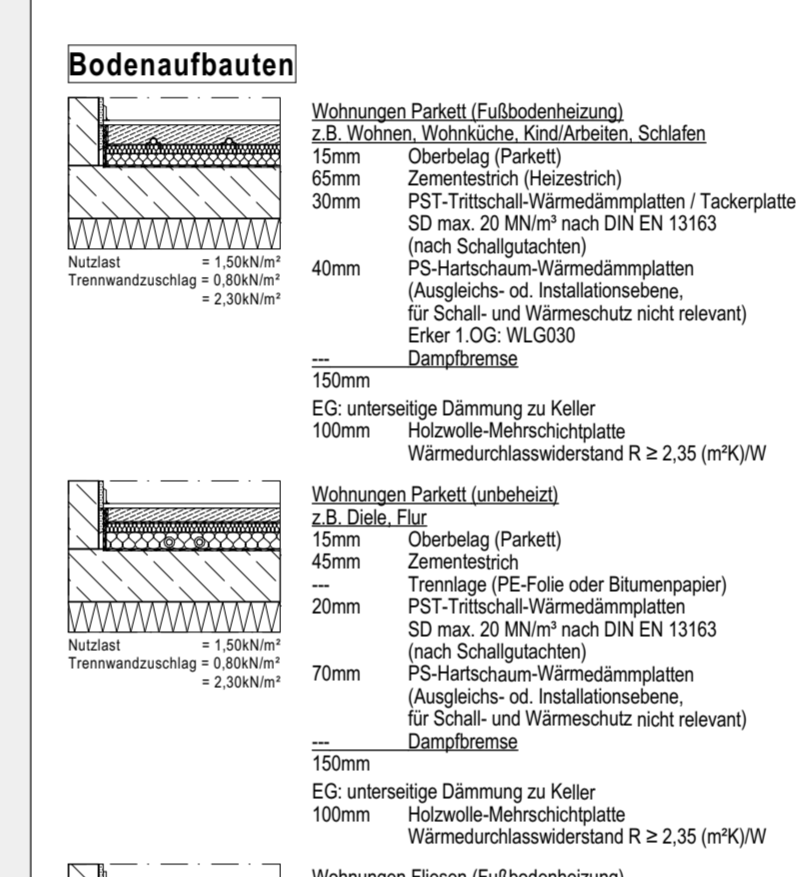 Bodenaufbauten
Wohnungen Parkett (Fußbodenheizung)
z.B. Wohnen, Wohnküche, Kind/Arbeiten, Schlafen
15mm Oberbelag (Parkett)
65mm Zementestrich (Heizestrich)
30mm PST-Trittschall-Wärmedämmplatten / Tackerplatte
SD max. 20 MN/m³ nach DIN EN 13163
(nach Schallgutachten)
40mm PS-Hartschaum-Wärmedämmplatten
(Ausgleichs- od. Installationsebene,
für Schall- und Wärmeschutz nicht relevant)
Erker 1.OG: WLG030
--- Dampfbremse
150mm
EG: unterseitige Dämmung zu Keller
100mm Holzwolle-Mehrschichtplatte
Wärmedurchlasswiderstand R ≥ 2,35 (m²K)/W
Nutzlast = 1,50kN/m²
Trennwandzuschlag = 0,80kN/m²
= 2,30kN/m²
Wohnungen Parkett (unbeheizt)
z.B. Diele, Flur
15mm Oberbelag (Parkett)
45mm Zementestrich
--- Trennlage (PE-Folie oder Bitumenpapier)
20mm PST-Trittschall-Wärmedämmplatten
SD max. 20 MN/m³ nach DIN EN 13163
(nach Schallgutachten)
70mm PS-Hartschaum-Wärmedämmplatten
(Ausgleichs- od. Installationsebene,
für Schall- und Wärmeschutz nicht relevant)
--- Dampfbremse
150mm
EG: unterseitige Dämmung zu Keller
100mm Holzwolle-Mehrschichtplatte
Wärmedurchlasswiderstand R ≥ 2,35 (m²K)/W
Nutzlast = 1,50kN/m²
Trennwandzuschlag = 0,80kN/m²
= 2,30kN/m²
Wohnungen Fliesen (Fußbodenheizung)